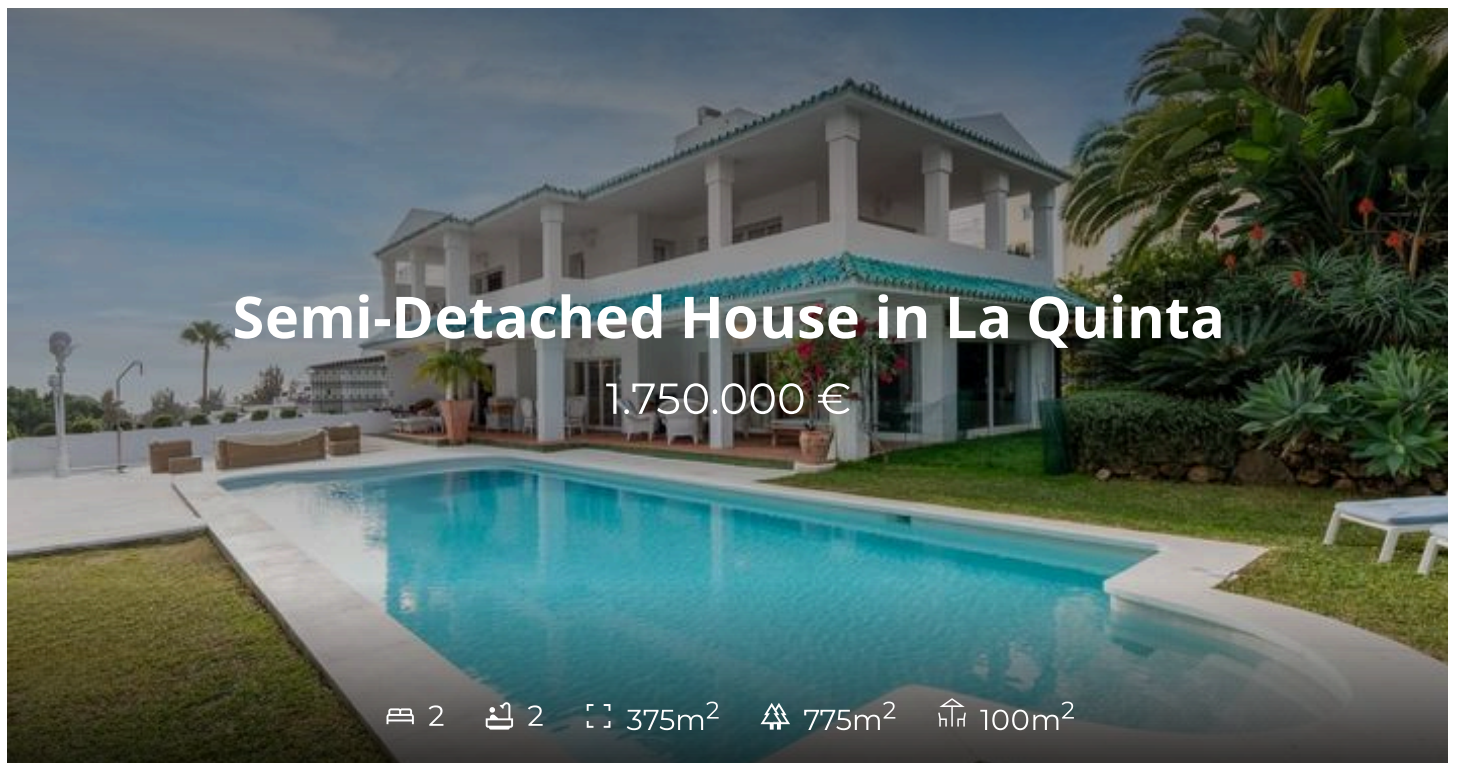 Semi-Detached House in La Quinta
1.750.000 €
2 2 375m² 775m² 100m²